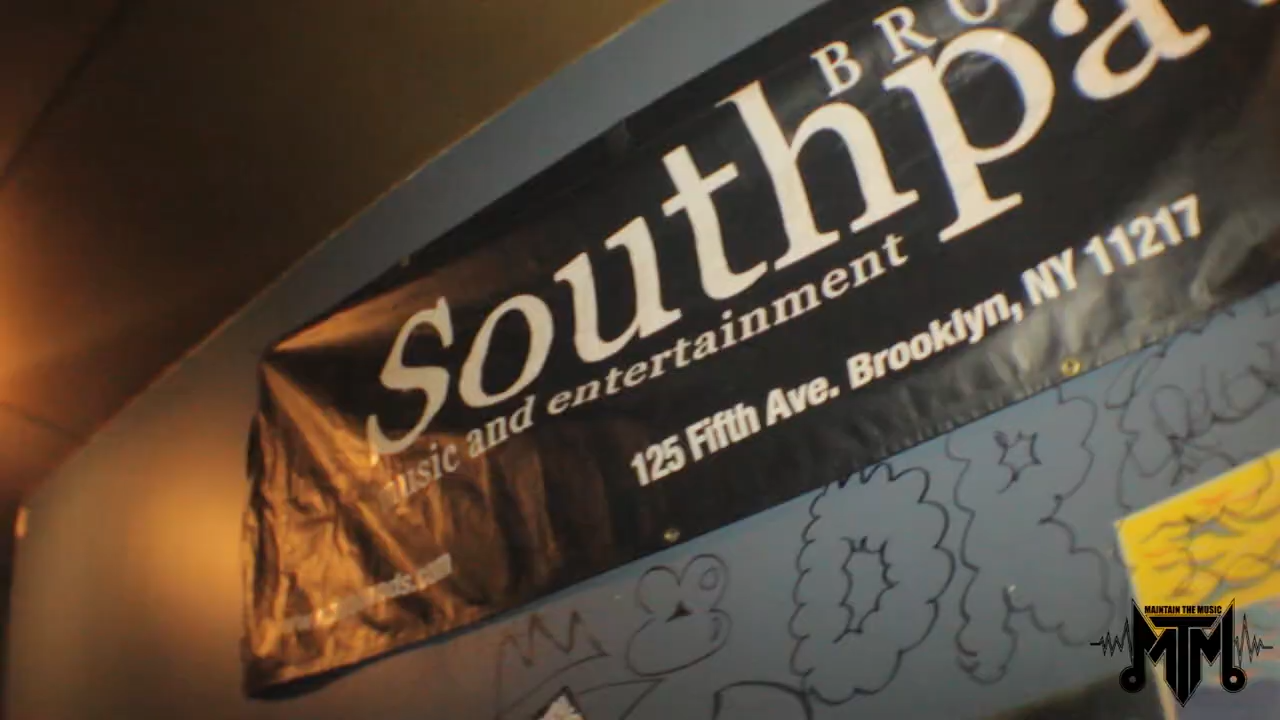 BRO
Southpa
music and entertainment
125 Fifth Ave. Brooklyn, NY 11217
MAINTAIN THE MUSIC
MTM